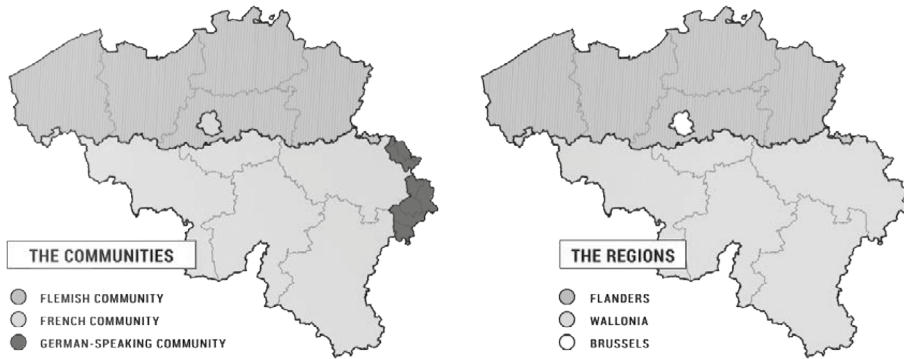 THE COMMUNITIES
FLEMISH COMMUNITY
FRENCH COMMUNITY
GERMAN-SPEAKING COMMUNITY
THE REGIONS
FLANDERS
WALLONIA
BRUSSELS